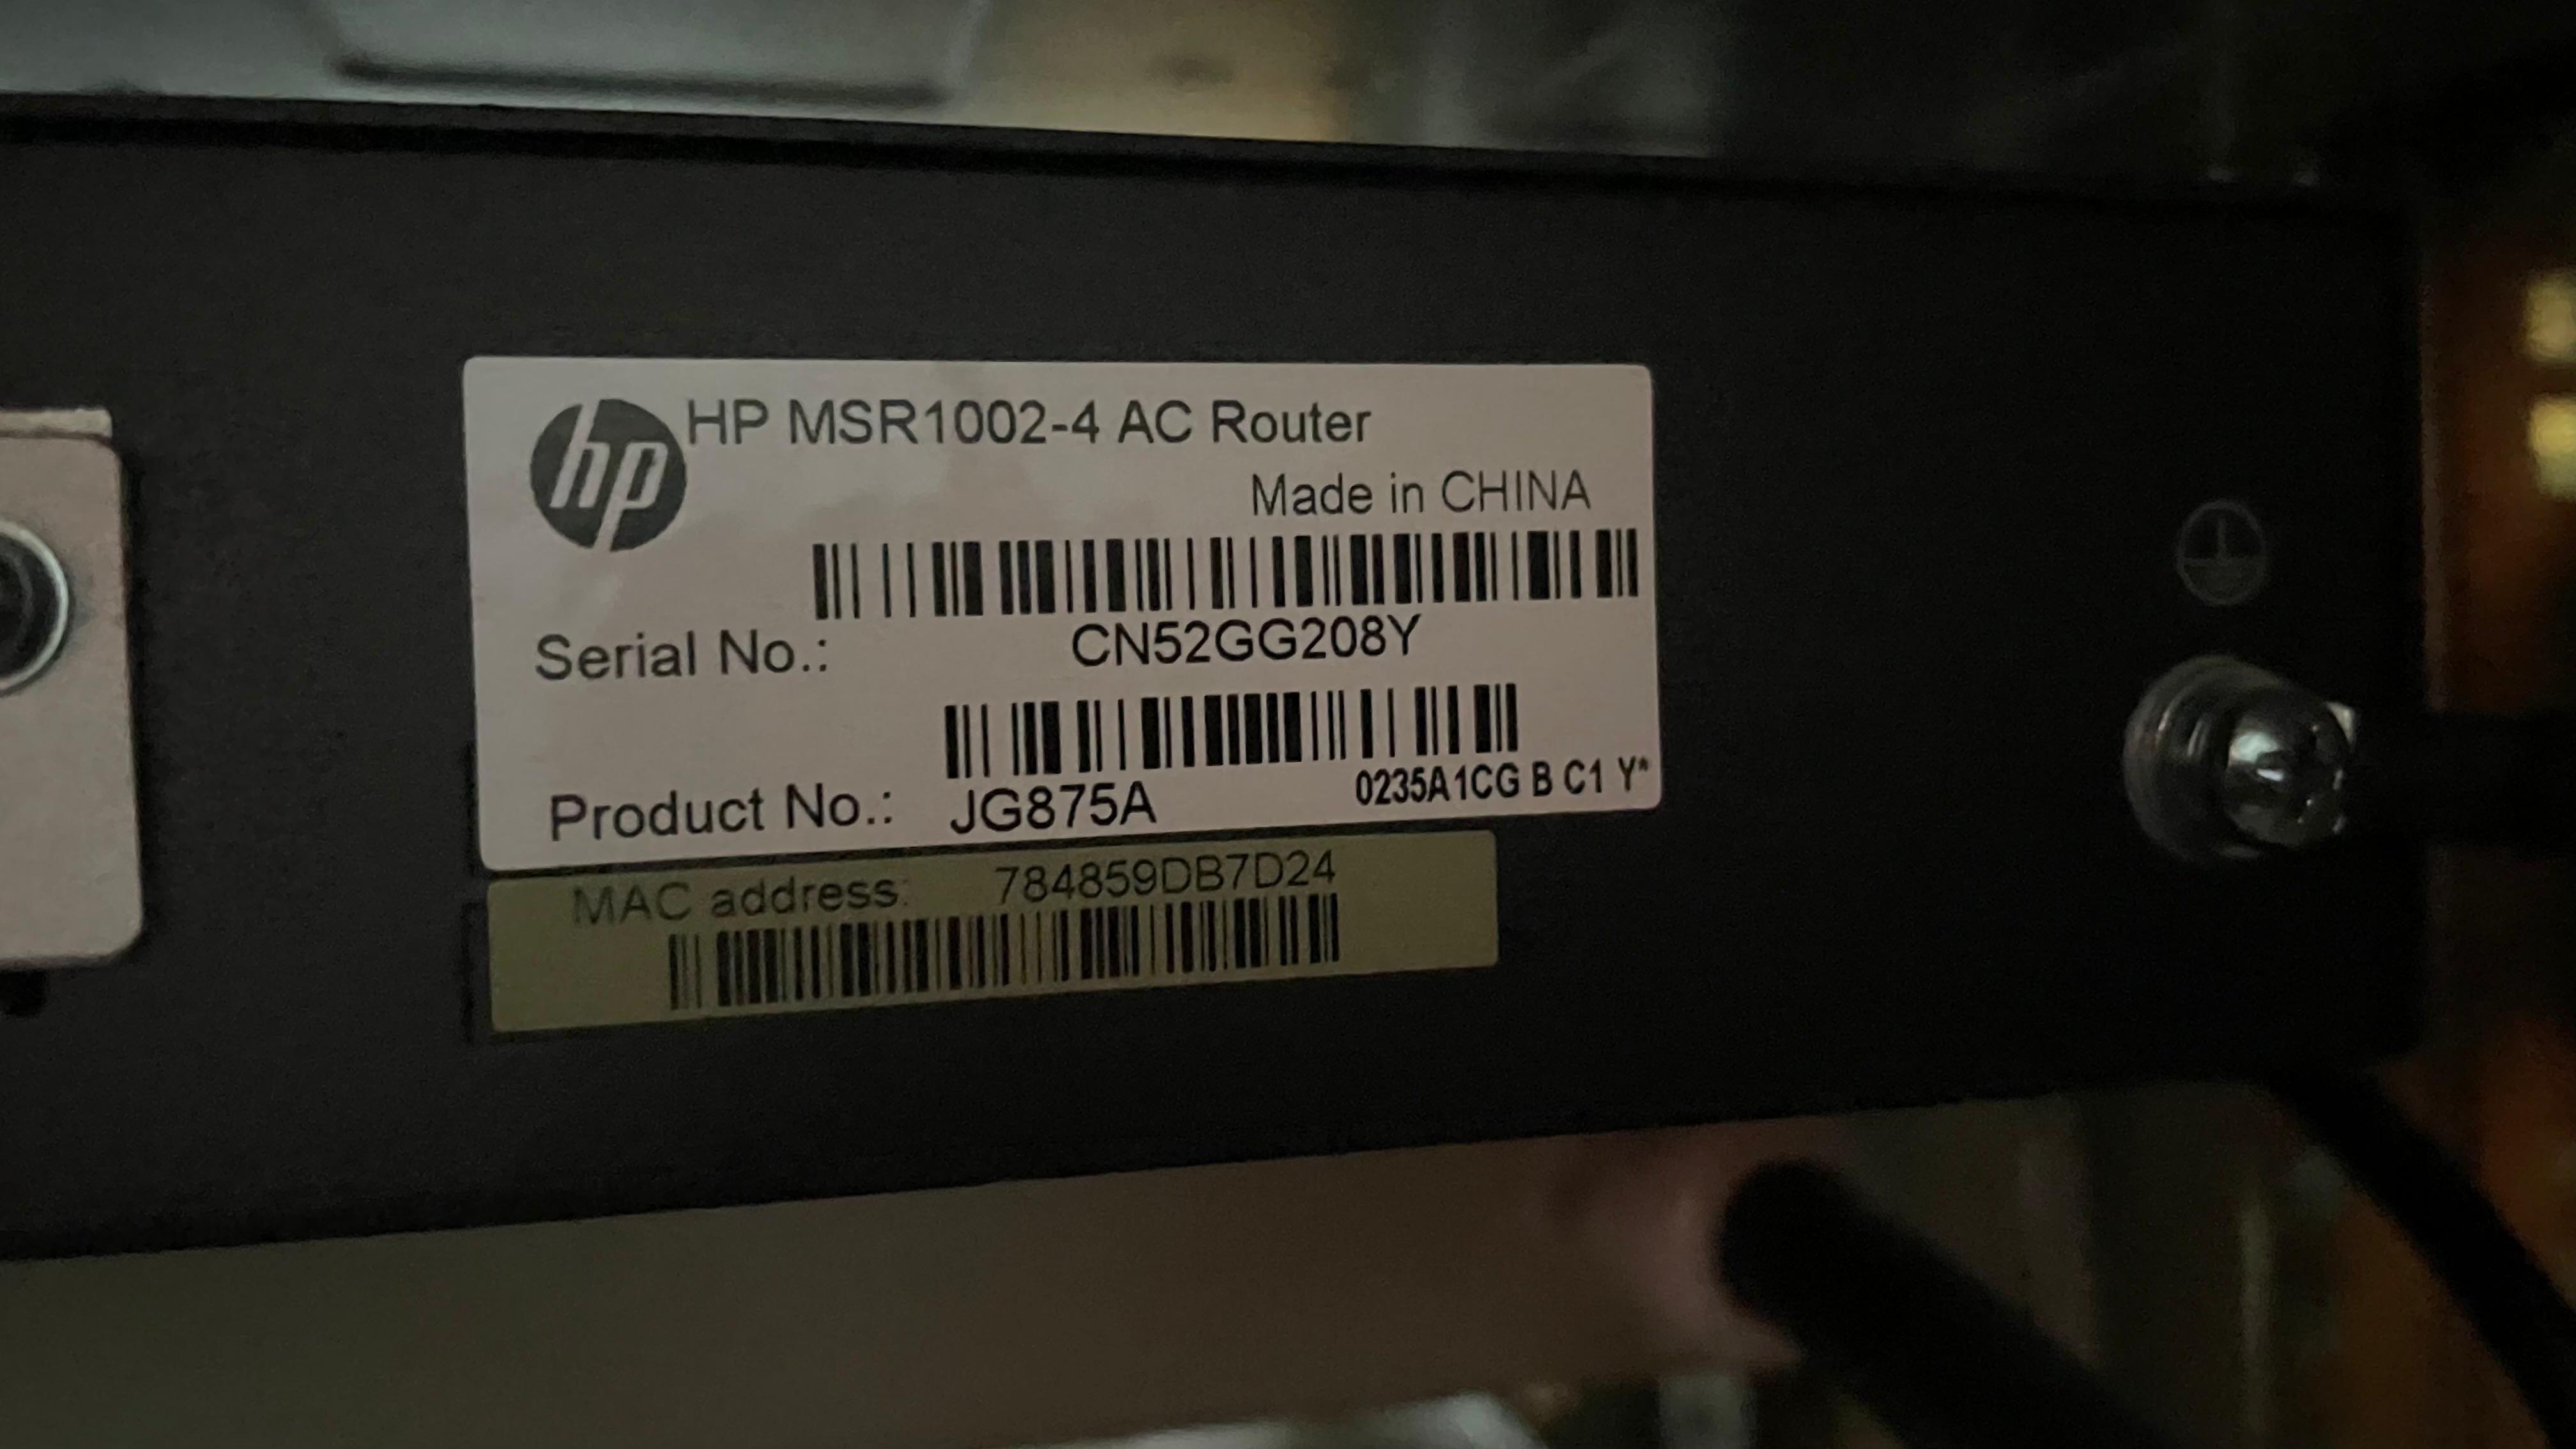 hp
HP MSR1002-4 AC Router
Made in CHINA
Serial No.: CN52GG208Y
Product No.: JG875A 0235A1CG B C1 Y*
MAC address: 784859DB7D24